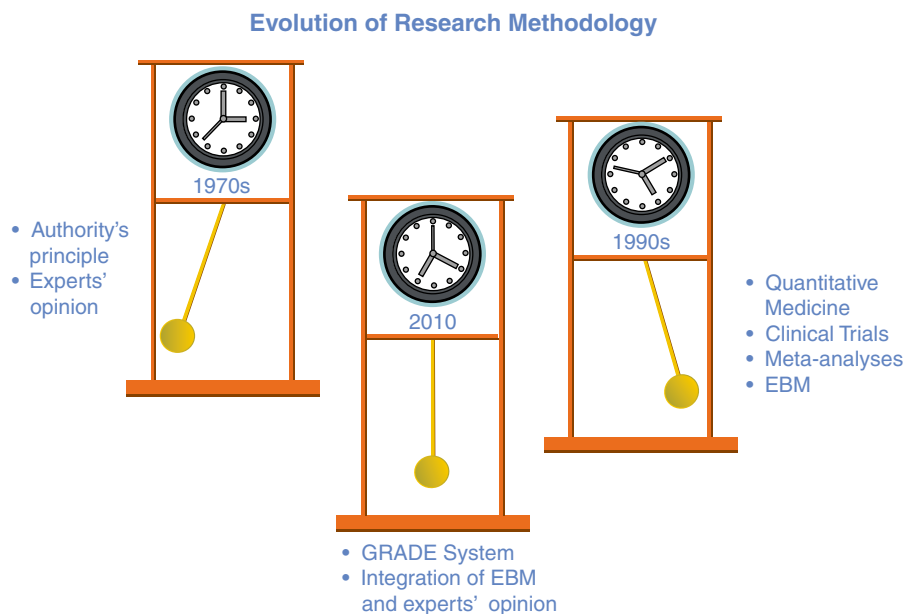 Evolution of Research Methodology
1970s
• Authority's
principle
• Experts'
opinion
2010
• GRADE System
• Integration of EBM
and experts' opinion
1990s
• Quantitative
Medicine
• Clinical Trials
• Meta-analyses
• EBM